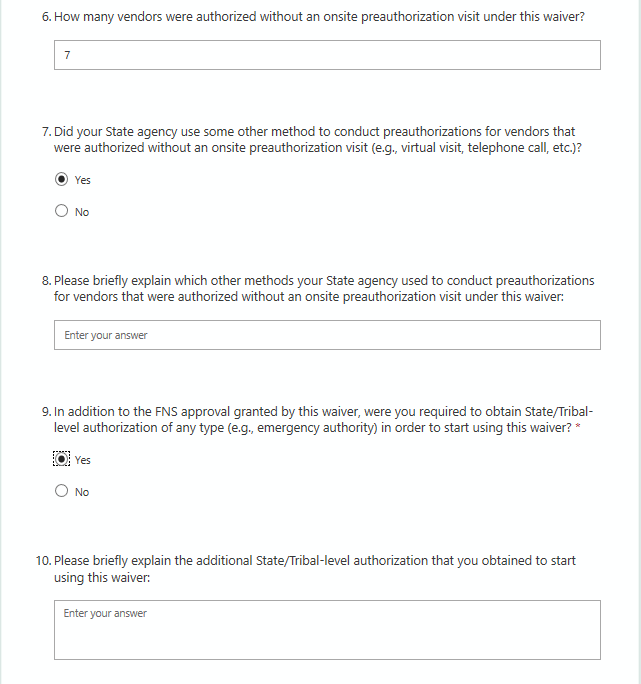 6. How many vendors were authorized without an onsite preauthorization visit under this waiver?
7
7. Did your State agency use some other method to conduct preauthorizations for vendors that
were authorized without an onsite preauthorization visit (e.g., virtual visit, telephone call, etc.)?
Yes
No
8. Please briefly explain which other methods your State agency used to conduct preauthorizations
for vendors that were authorized without an onsite preauthorization visit under this waiver:
Enter your answer
9. In addition to the FNS approval granted by this waiver, were you required to obtain State/Tribal-
level authorization of any type (e.g., emergency authority) in order to start using this waiver? *
Yes
No
10. Please briefly explain the additional State/Tribal-level authorization that you obtained to start
using this waiver:
Enter your answer